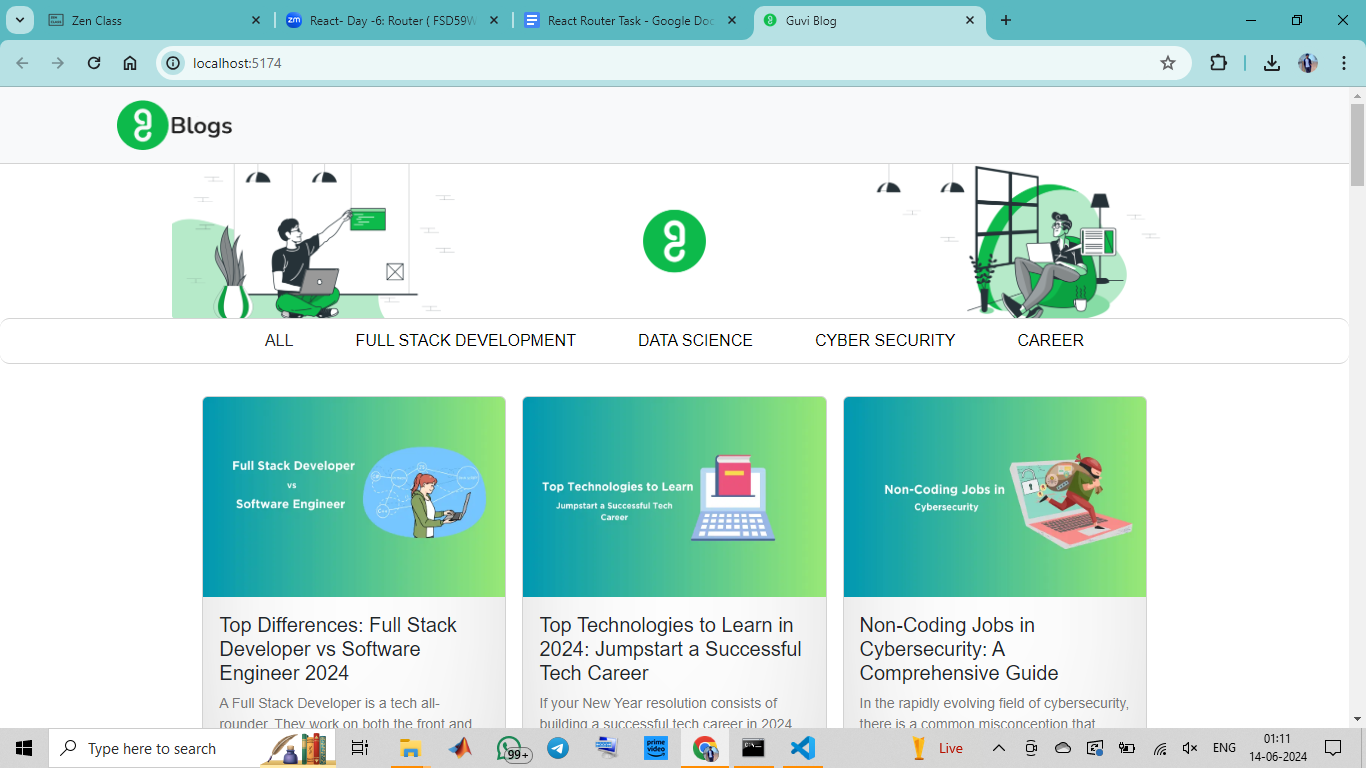 Zen Class
React- Day -6: Router ( FSD59W
React Router Task - Google Doc
Guvi Blog
localhost:5174
Blogs
ALL FULL STACK DEVELOPMENT DATA SCIENCE CYBER SECURITY CAREER
Full Stack Developer
vs
Software Engineer
Top Technologies to Learn
Jumpstart a Successful Tech
Career
Non-Coding Jobs in
Cybersecurity
Top Differences: Full Stack
Developer vs Software
Engineer 2024
A Full Stack Developer is a tech all-
rounder. They work on both the front and
Top Technologies to Learn in
2024: Jumpstart a Successful
Tech Career
If your New Year resolution consists of
building a successful tech career in 2024
Non-Coding Jobs in
Cybersecurity: A
Comprehensive Guide
In the rapidly evolving field of cybersecurity,
there is a common misconception that
Type here to search
99+
prime video
Live
ENG
01:11
14-06-2024